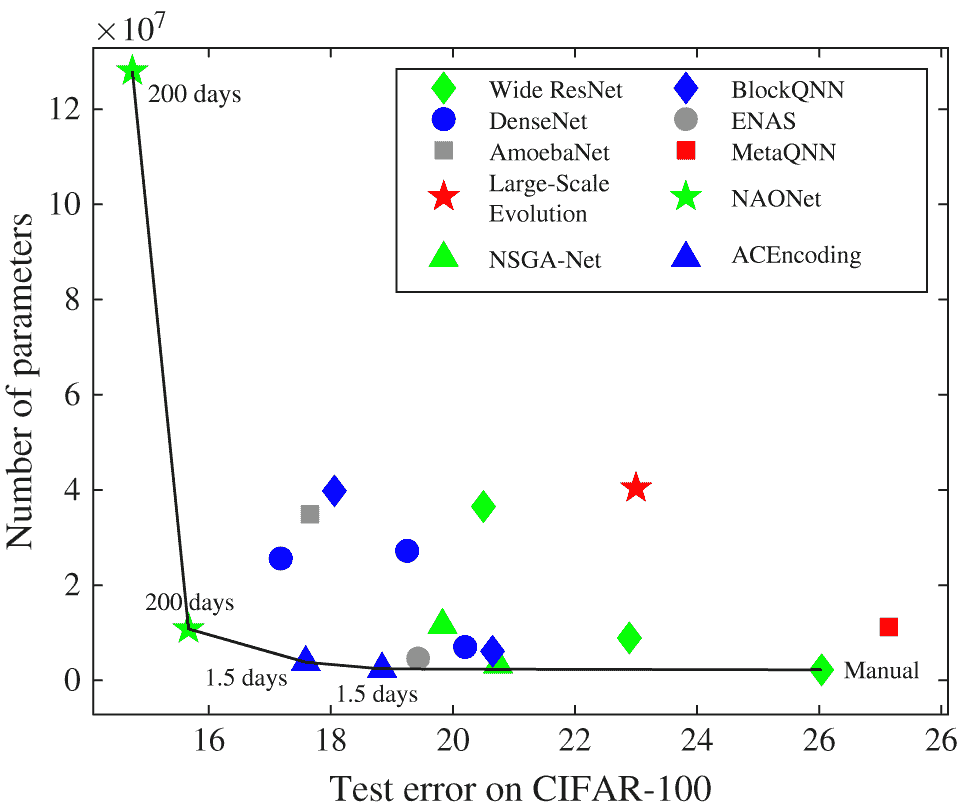 ×10⁷
12
10
8
6
4
2
0
Number of parameters
200 days
200 days
1.5 days
1.5 days
Manual
Wide ResNet
DenseNet
AmoebaNet
Large-Scale
Evolution
NSGA-Net
BlockQNN
ENAS
MetaQNN
NAONet
ACEncoding
16 18 20 22 24 26 26
Test error on CIFAR-100